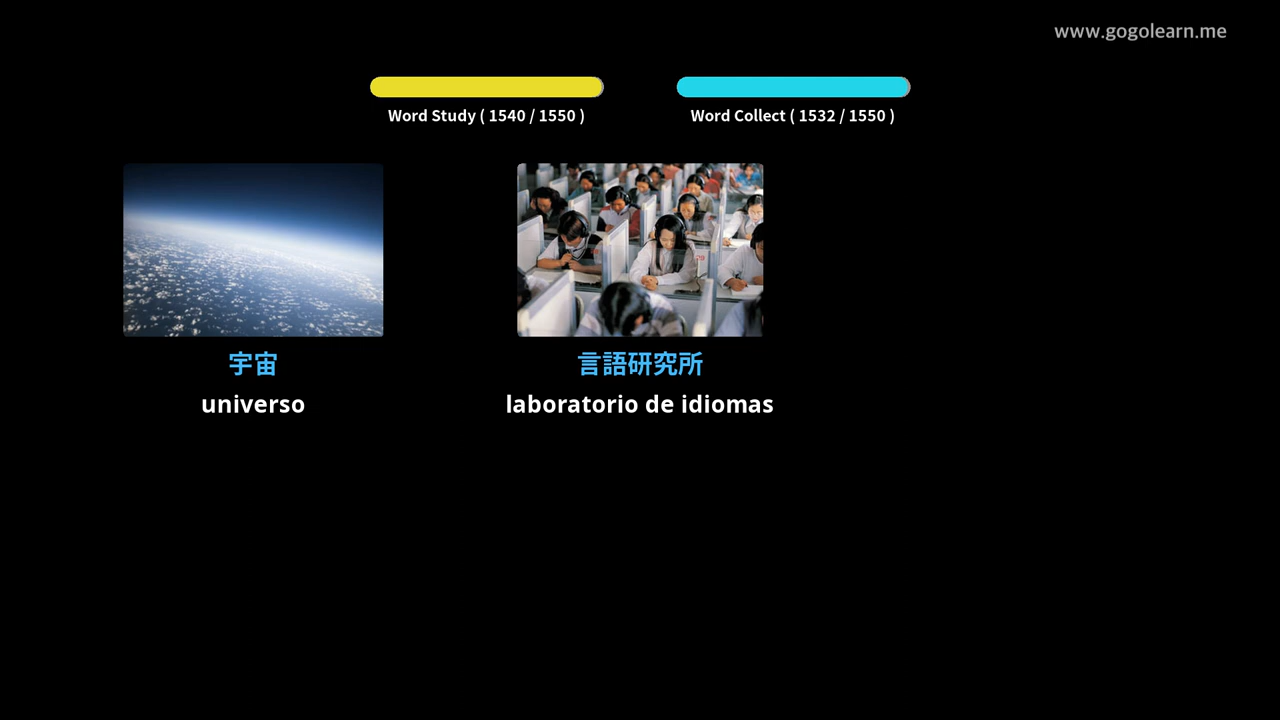 www.gogolearn.me
Word Study ( 1540 / 1550 )
Word Collect ( 1532 / 1550 )
宇宙
universo
言語研究所
laboratorio de idiomas